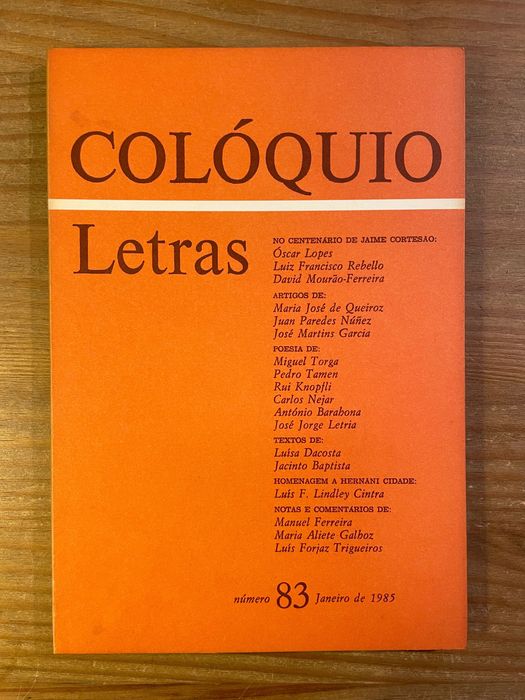 COLÓQUIO
Letras
NO CENTENÁRIO DE JAIME CORTESÃO:
Óscar Lopes
Luiz Francisco Rebello
David Mourão-Ferreira
ARTIGOS DE:
Maria José de Queiroz
Juan Paredes Núñez
José Martins Garcia
POESIA DE:
Miguel Torga
Pedro Tamen
Rui Knopfli
Carlos Nejar
António Barahona
José Jorge Letria
TEXTOS DE:
Luísa Dacosta
Jacinto Baptista
HOMENAGEM A HERNANI CIDADE:
Luís F. Lindley Cintra
NOTAS E COMENTÁRIOS DE:
Manuel Ferreira
Maria Aliete Galhoz
Luís Forjaz Trigueiros
número 83 Janeiro de 1985